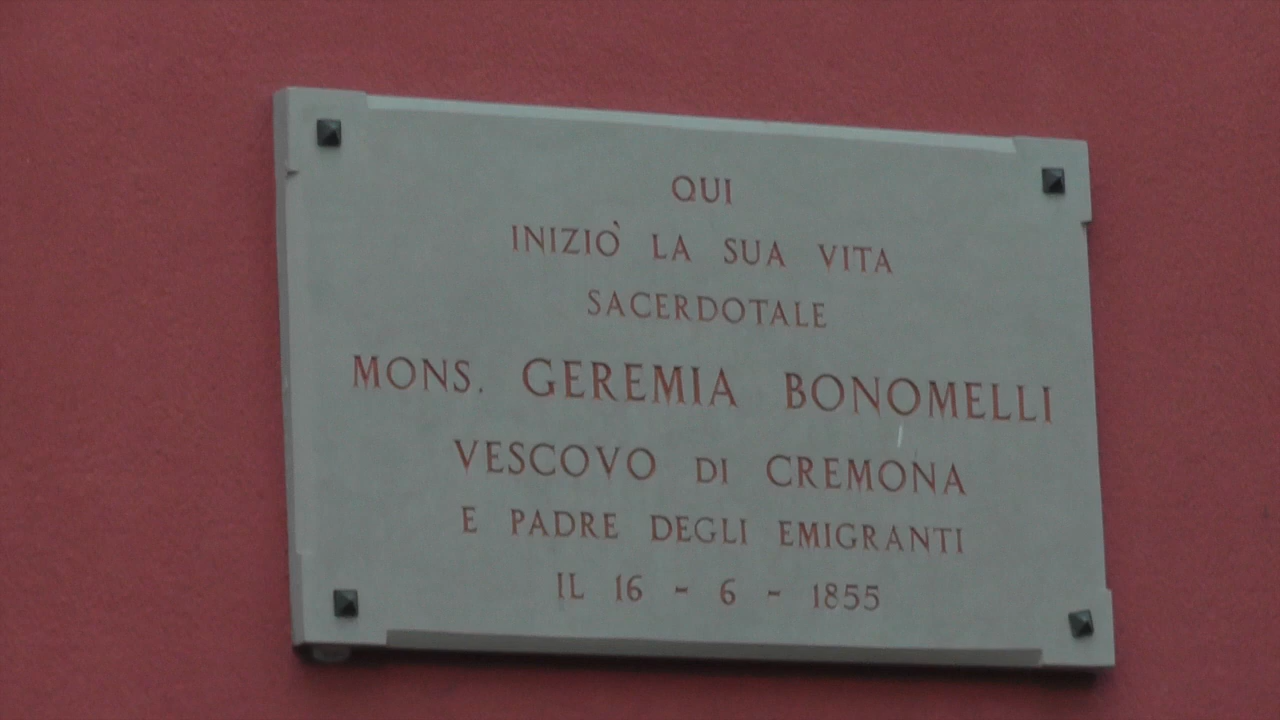 QUI
INIZIÒ LA SUA VITA
SACERDOTALE
MONS. GEREMIA BONOMELLI
VESCOVO DI CREMONA
E PADRE DEGLI EMIGRANTI
IL 16 - 6 - 1855